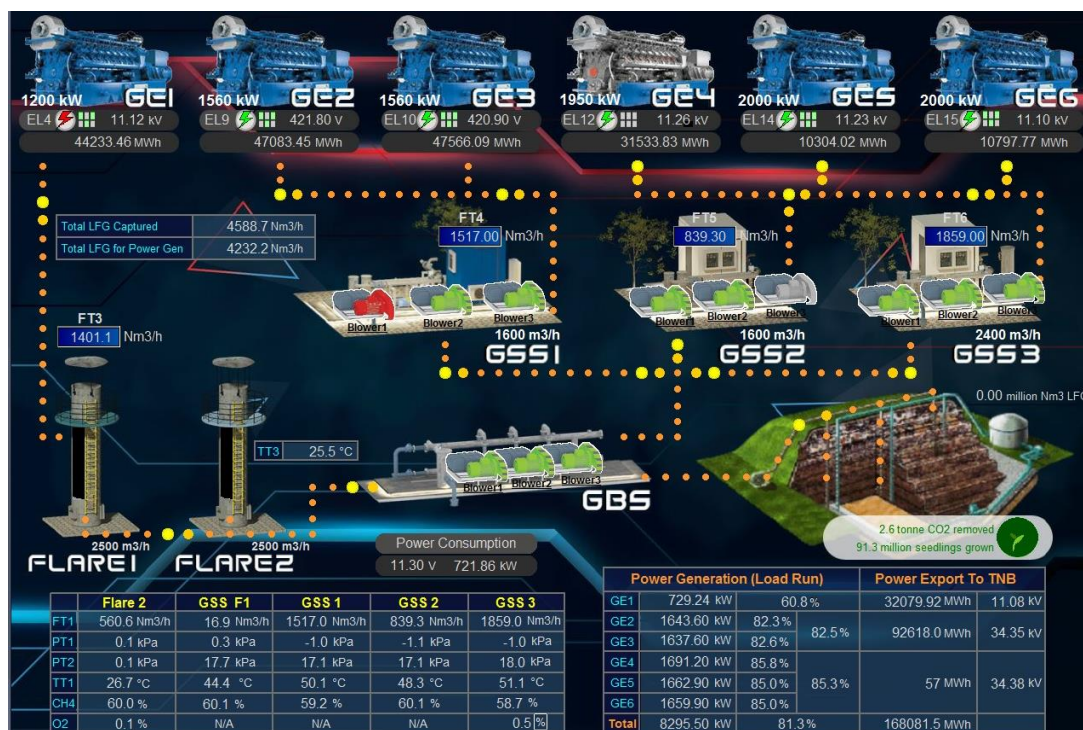 1200 kW GE1 1560 kW GE2 1560 kW GE3 1950 kW GE4 2000 kW GE5 2000 kW GE6
EL4 11.12 kV EL9 421.80 V EL10 420.90 V EL12 11.26 kV EL14 11.23 kV EL15 11.10 kV
44233.46 MWh 47083.45 MWh 47566.09 MWh 31533.83 MWh 10304.02 MWh 10797.77 MWh
Total LFG Captured 4588.7 Nm3/h
Total LFG for Power Gen 4232.2 Nm3/h
FT4 FT5 FT6
1517.00 Nm3/h 839.30 Nm3/h 1859.00 Nm3/h
Blower1 Blower2 Blower3 Blower1 Blower2 Blower3 Blower1 Blower2 Blower3
1600 m3/h 1600 m3/h 2400 m3/h
GSS1 GSS2 GSS3
FT3
1401.1 Nm3/h
0.00 million Nm3 LFG
TT3 25.5 °C
Blower1 Blower2 Blower3
GBS
2500 m3/h 2500 m3/h
FLARE1 FLARE2
Power Consumption
11.30 V 721.86 kW
2.6 tonne CO2 removed
91.3 million seedlings grown
Flare 2 GSS F1 GSS 1 GSS 2 GSS 3
FT1 560.6 Nm3/h 16.9 Nm3/h 1517.0 Nm3/h 839.3 Nm3/h 1859.0 Nm3/h
PT1 0.1 kPa 0.3 kPa -1.0 kPa -1.1 kPa -1.0 kPa
PT2 0.1 kPa 17.7 kPa 17.1 kPa 17.1 kPa 18.0 kPa
TT1 26.7 °C 44.4 °C 50.1 °C 48.3 °C 51.1 °C
CH4 60.0 % 60.1 % 59.2 % 60.1 % 58.7 %
O2 0.1 % N/A N/A N/A 0.5 %
Power Generation (Load Run) Power Export To TNB
GE1 729.24 kW 60.8 % 32079.92 MWh 11.08 kV
GE2 1643.60 kW 82.3 %
82.5 % 92618.0 MWh 34.35 kV
GE3 1637.60 kW 82.6 %
GE4 1691.20 kW 85.8 %
GE5 1662.90 kW 85.0 % 85.3 % 57 MWh 34.38 kV
GE6 1659.90 kW 85.0 %
Total 8295.50 kW 81.3 % 168081.5 MWh